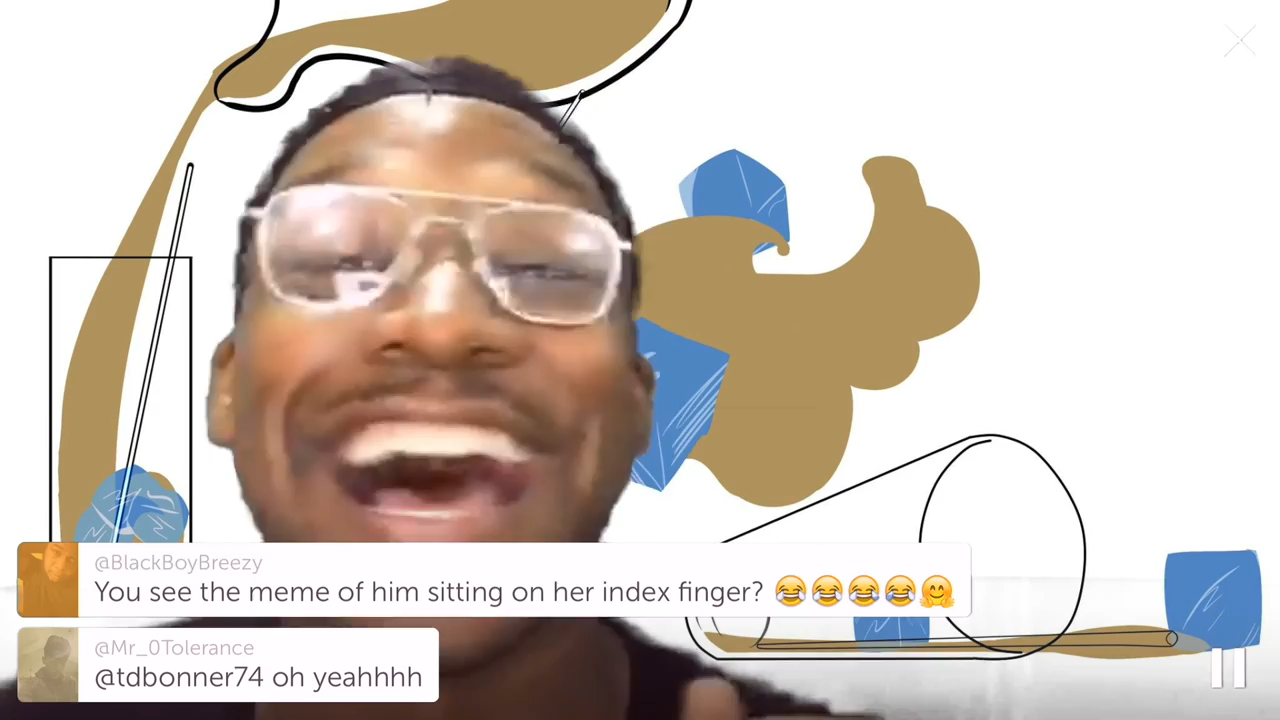 @BlackBoyBreezy
You see the meme of him sitting on her index finger? 😂😂😂😂🤗
@Mr_0Tolerance
@tdbonner74 oh yeahhhh